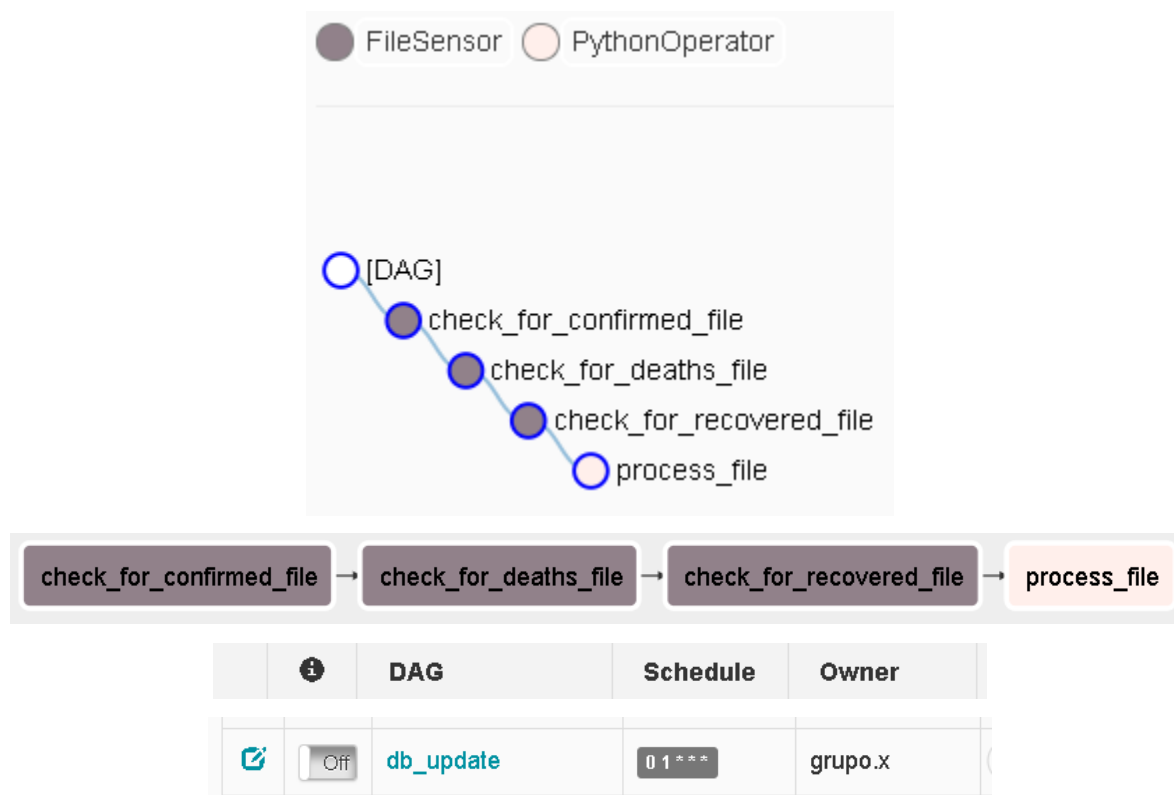 FileSensor PythonOperator
[DAG]
check_for_confirmed_file
check_for_deaths_file
check_for_recovered_file
process_file
check_for_confirmed_file check_for_deaths_file check_for_recovered_file process_file
DAG Schedule Owner
Off db_update 0 1 * * * grupo.x